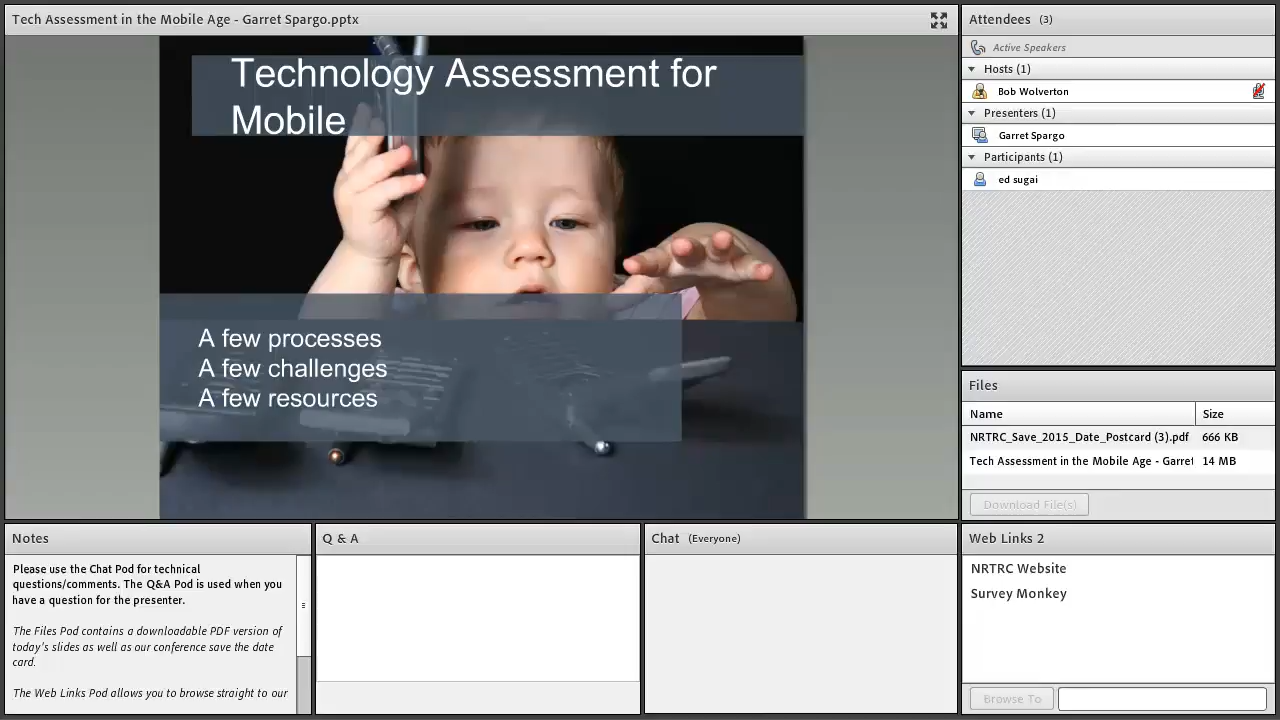 Tech Assessment in the Mobile Age - Garret Spargo.pptx
Technology Assessment for
Mobile
A few processes
A few challenges
A few resources
Attendees (3)
Active Speakers
Hosts (1)
Bob Wolverton
Presenters (1)
Garret Spargo
Participants (1)
ed sugai
Files
Name Size
NRTRC_Save_2015_Date_Postcard (3).pdf 666 KB
Tech Assessment in the Mobile Age - Garret 14 MB
Download File(s)
Notes
Please use the Chat Pod for technical
questions/comments. The Q&A Pod is used when you
have a question for the presenter.
The Files Pod contains a downloadable PDF version of
today's slides as well as our conference save the date
card.
The Web Links Pod allows you to browse straight to our
Q & A
Chat (Everyone)
Web Links 2
NRTRC Website
Survey Monkey
Browse To